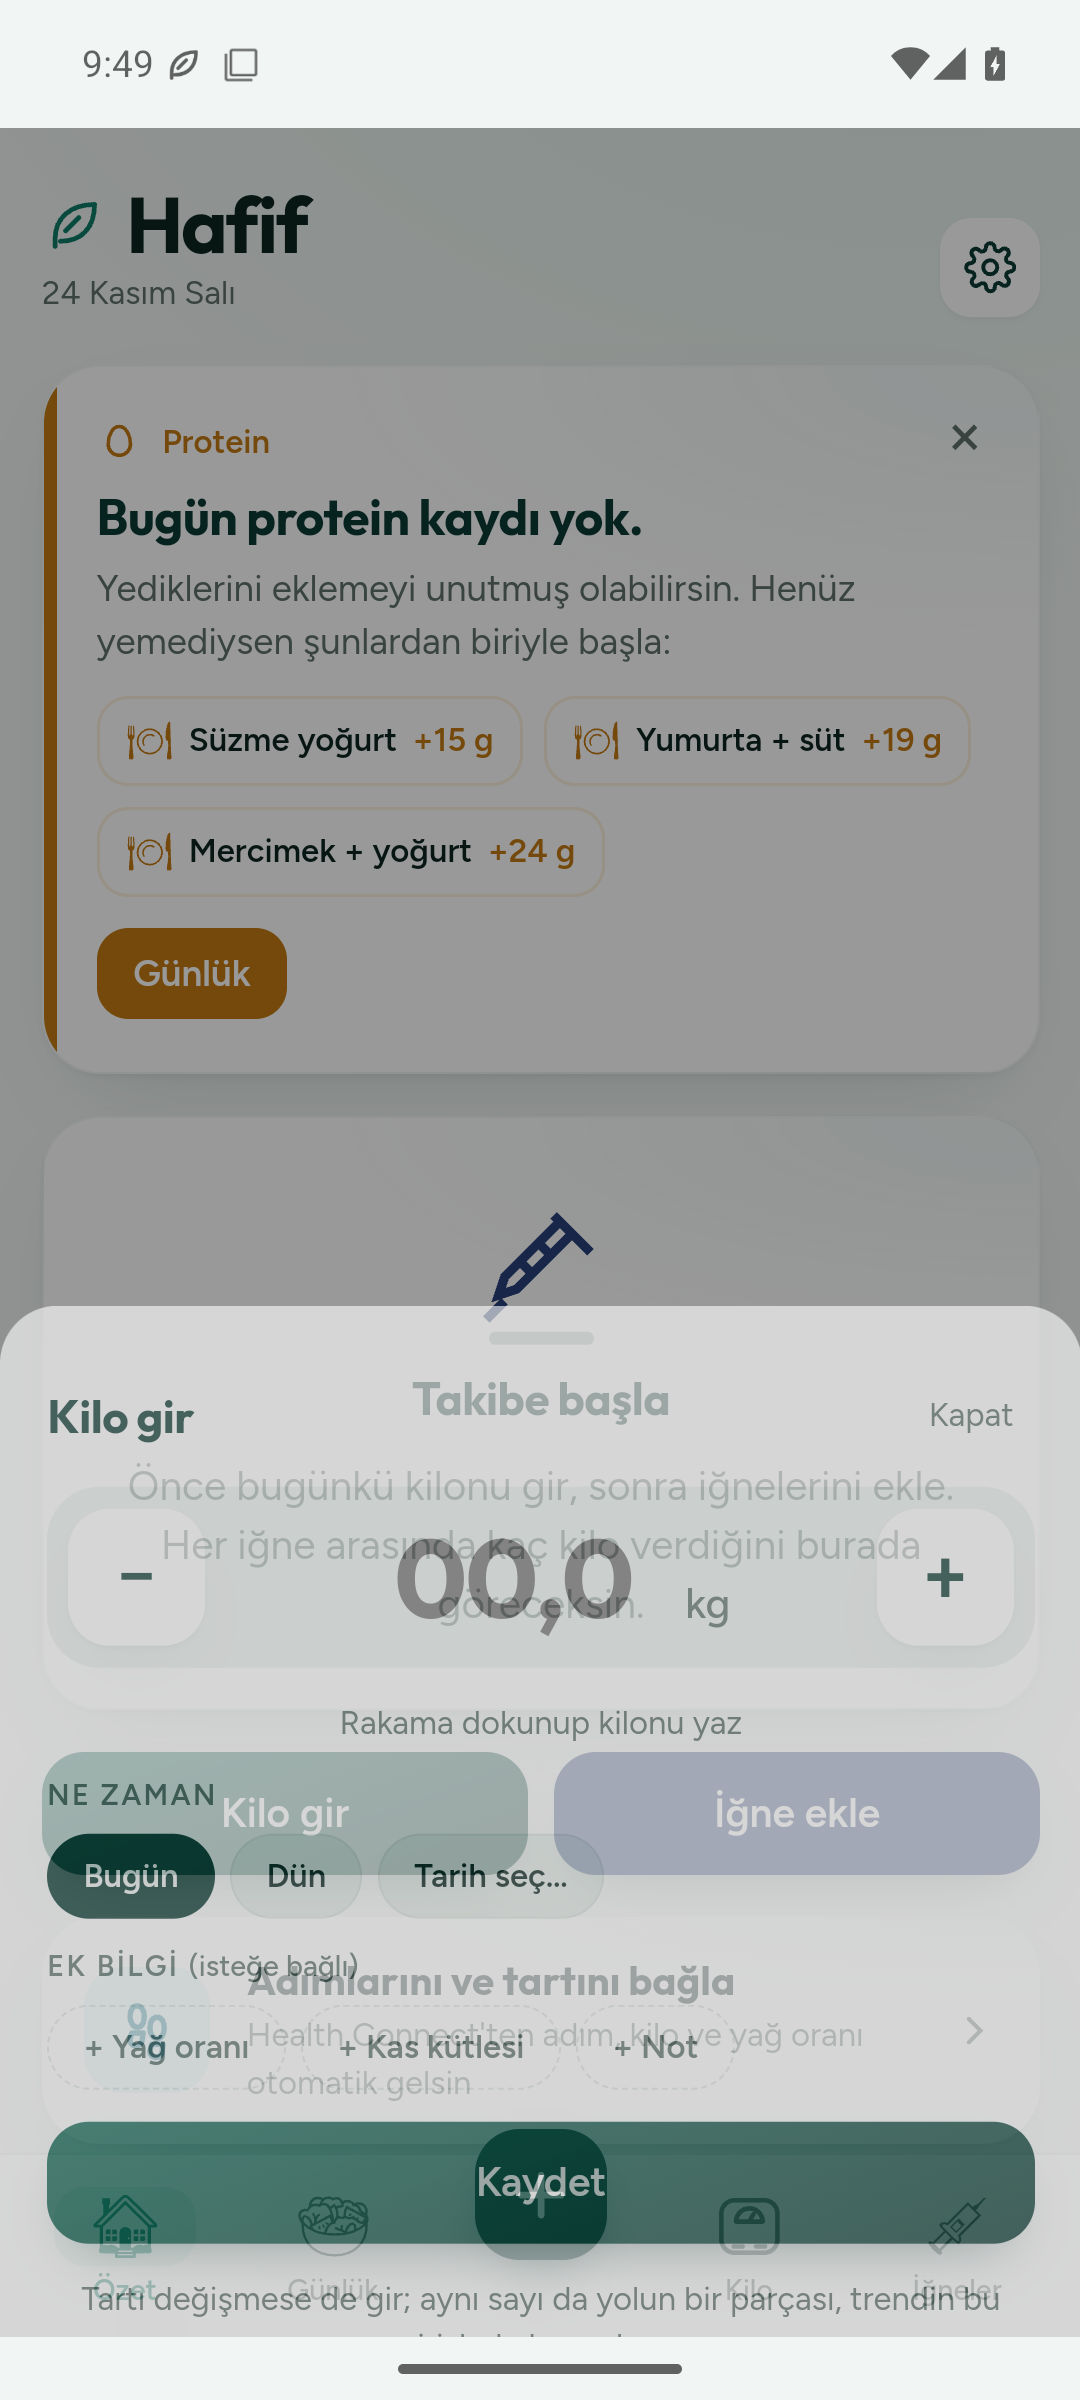 9:49
Hafif
24 Kasım Salı
Protein
Bugün protein kaydı yok.
Yediklerini eklemeyi unutmuş olabilirsin. Henüz
yemediysen şunlardan biriyle başla:
Süzme yoğurt +15 g
Yumurta + süt +19 g
Mercimek + yoğurt +24 g
Günlük
Takibe başla
Kilo gir
Kapat
Önce bugünkü kilonu gir, sonra iğnelerini ekle.
Her iğne arasında kaç kilo verdiğini burada
göreceksin.
− 00,0 kg +
Rakama dokunup kilonu yaz
NE ZAMAN
Kilo gir
İğne ekle
Bugün
Dün
Tarih seç...
EK BİLGİ (isteğe bağlı)
Adımlarını ve tartını bağla
Health Connect'ten adım, kilo ve yağ oranı
otomatik gelsin
+ Yağ oranı
+ Kas kütlesi
+ Not
Kaydet
Özet
Günlük
Kilo
İğneler
Tartı değişmese de gir; aynı sayı da yolun bir parçası, trendin bu